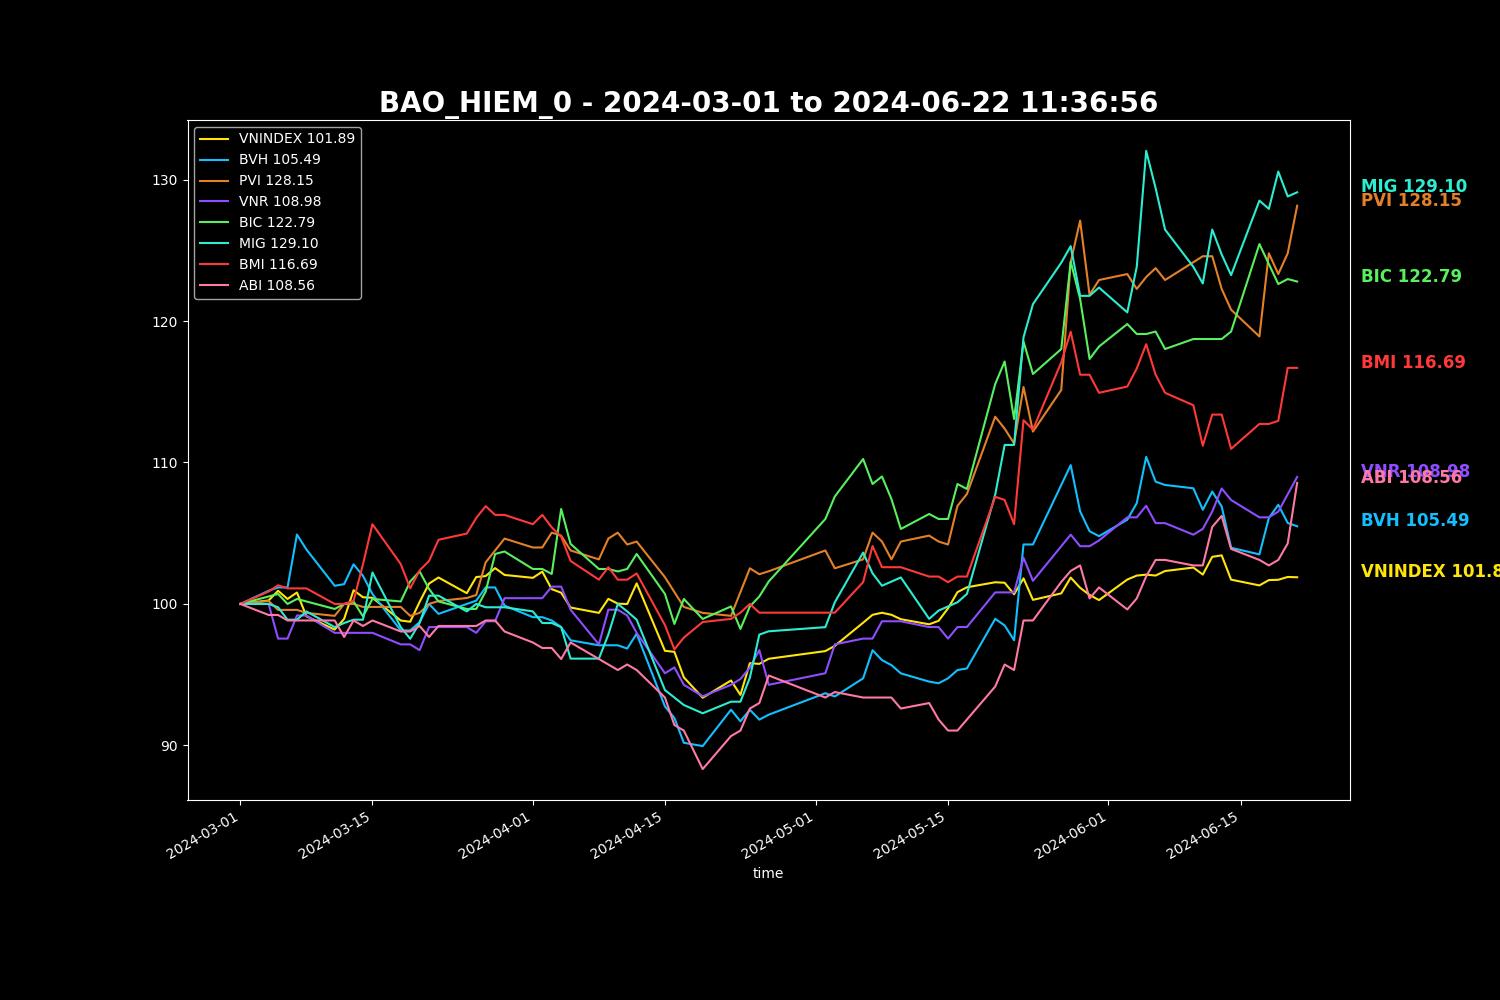 BAO_HIEM_0 - 2024-03-01 to 2024-06-22 11:36:56
VNINDEX 101.89
BVH 105.49
PVI 128.15
VNR 108.98
BIC 122.79
MIG 129.10
BMI 116.69
ABI 108.56
130
120
110
100
90
MIG 129.10
PVI 128.15
BIC 122.79
BMI 116.69
VNR 108.98
ABI 108.56
BVH 105.49
VNINDEX 101.8
2024-03-01
2024-03-15
2024-04-01
2024-04-15
2024-05-01
2024-05-15
2024-06-01
2024-06-15
time